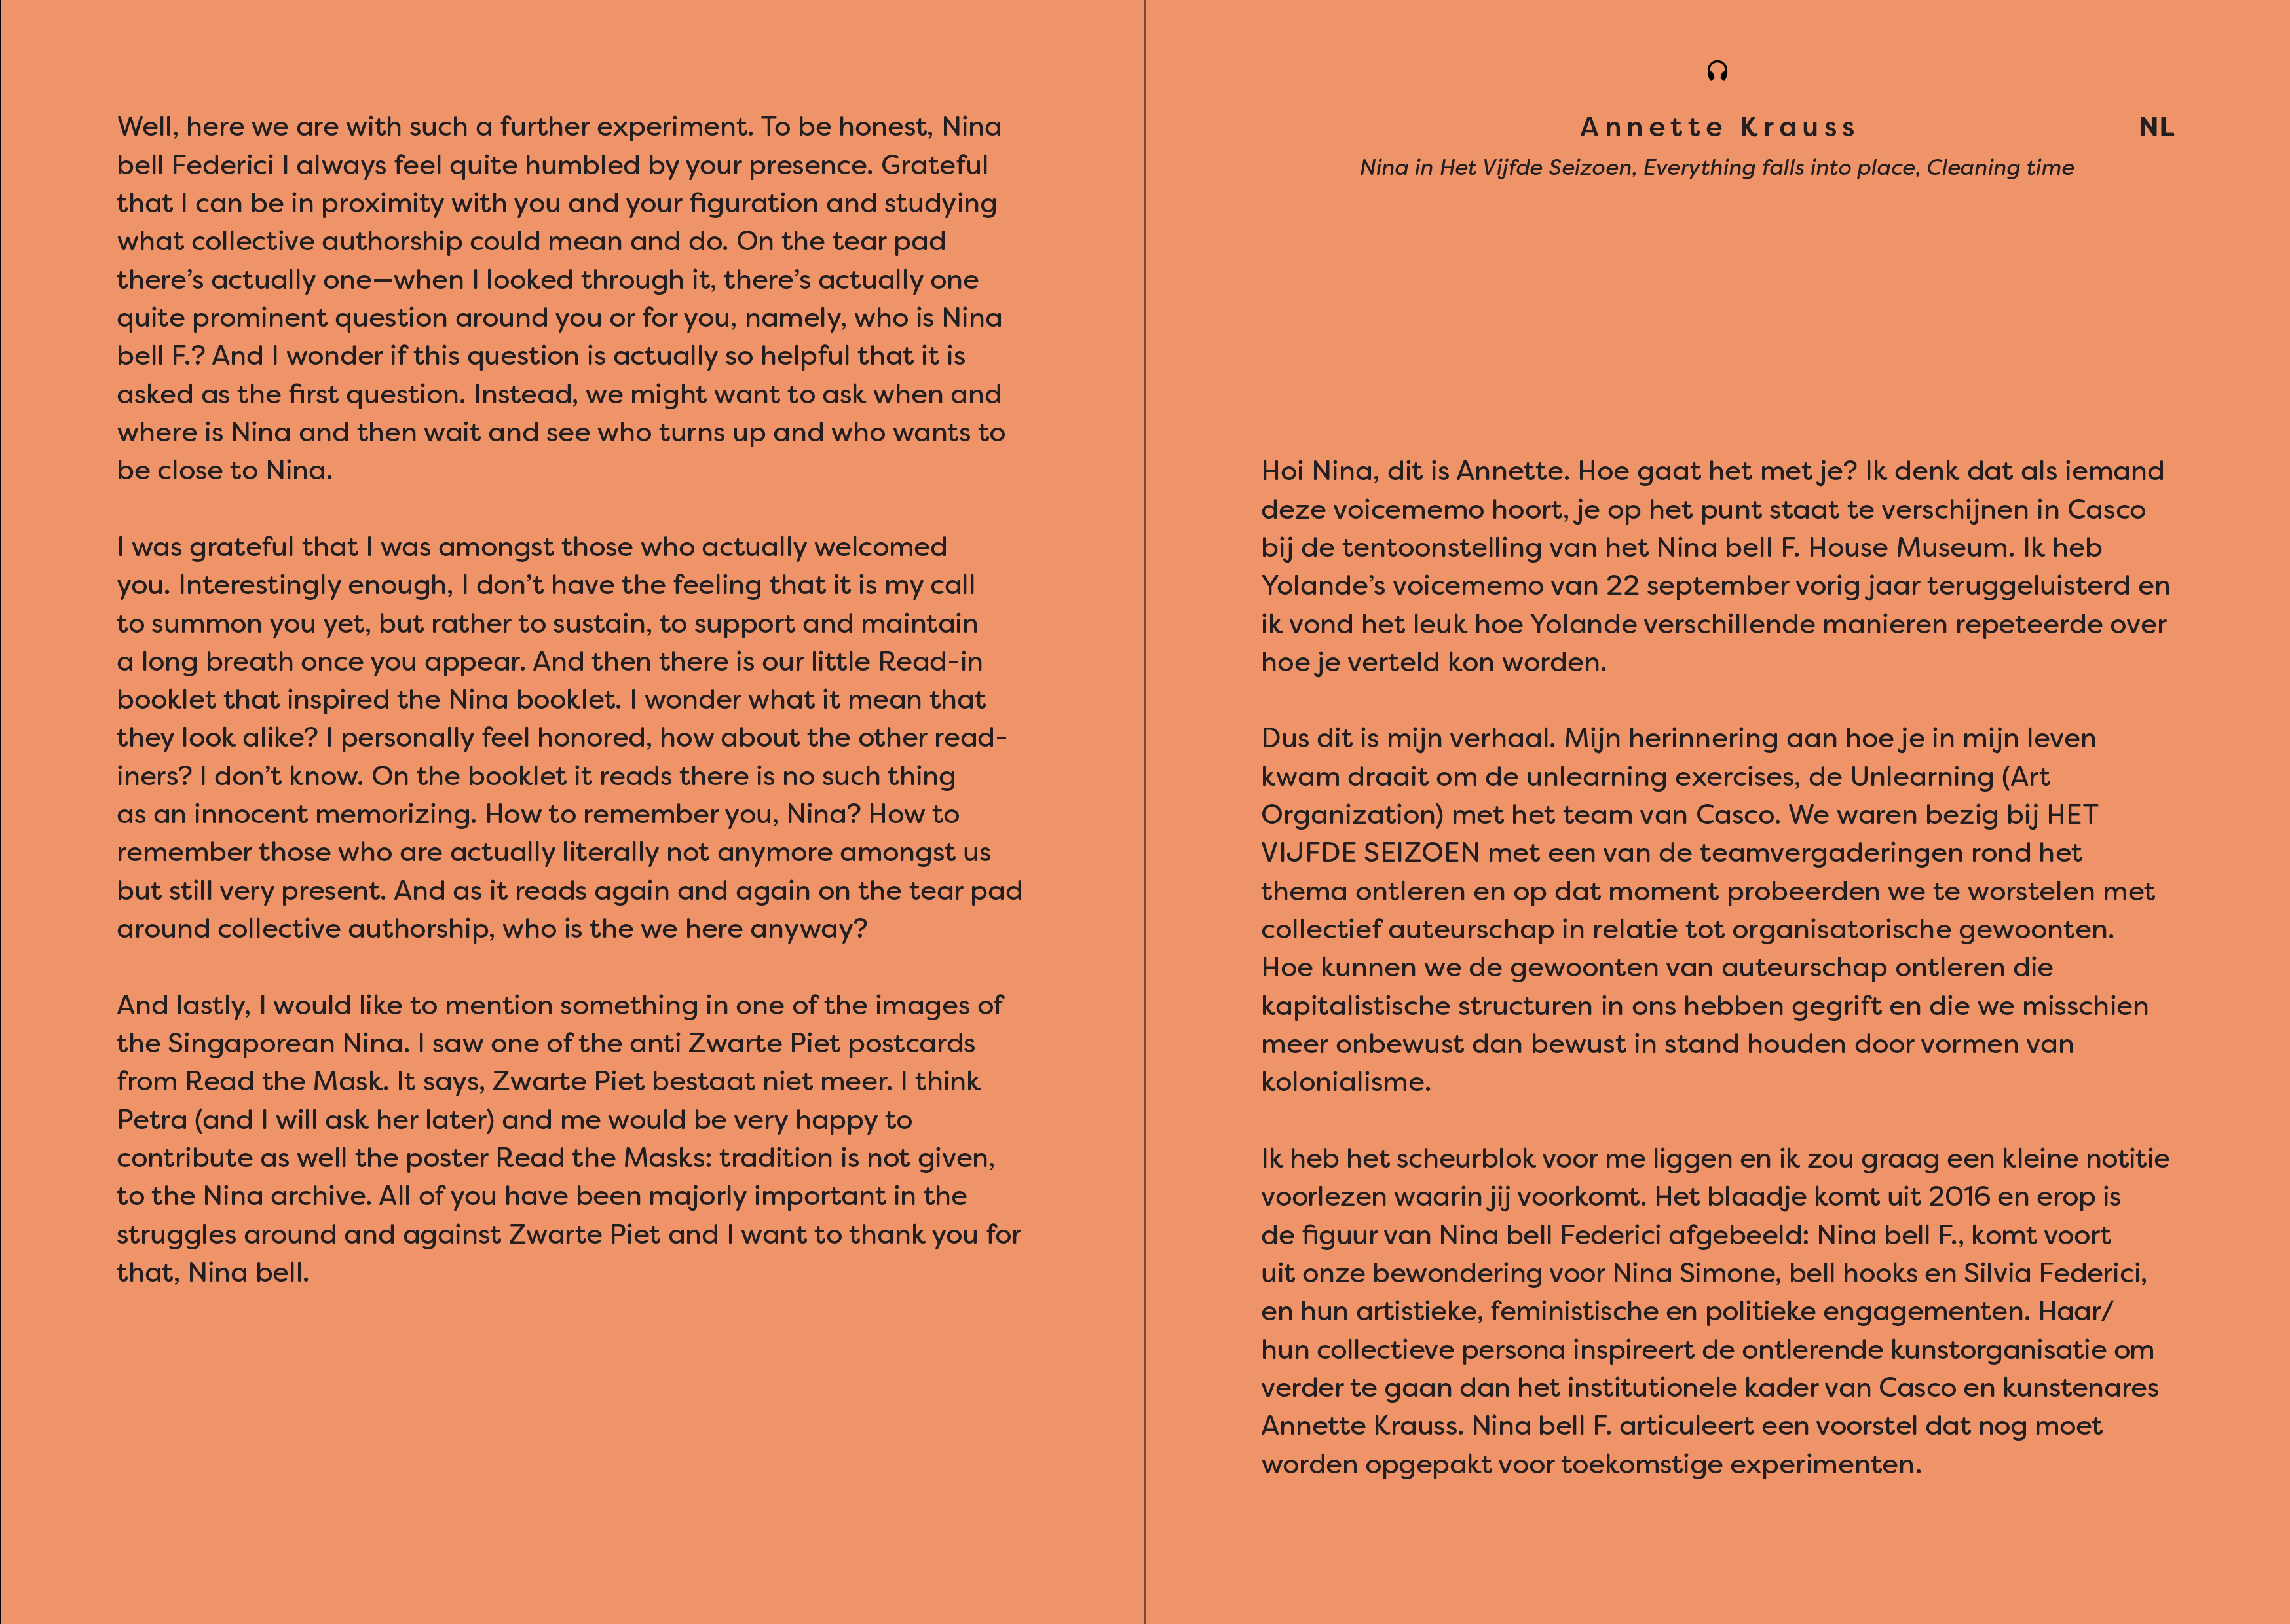 Well, here we are with such a further experiment. To be honest, Nina
bell Federici I always feel quite humbled by your presence. Grateful
that I can be in proximity with you and your figuration and studying
what collective authorship could mean and do. On the tear pad
there’s actually one—when I looked through it, there’s actually one
quite prominent question around you or for you, namely, who is Nina
bell F.? And I wonder if this question is actually so helpful that it is
asked as the first question. Instead, we might want to ask when and
where is Nina and then wait and see who turns up and who wants to
be close to Nina.
I was grateful that I was amongst those who actually welcomed
you. Interestingly enough, I don’t have the feeling that it is my call
to summon you yet, but rather to sustain, to support and maintain
a long breath once you appear. And then there is our little Read-in
booklet that inspired the Nina booklet. I wonder what it mean that
they look alike? I personally feel honored, how about the other read-
iners? I don’t know. On the booklet it reads there is no such thing
as an innocent memorizing. How to remember you, Nina? How to
remember those who are actually literally not anymore amongst us
but still very present. And as it reads again and again on the tear pad
around collective authorship, who is the we here anyway?
And lastly, I would like to mention something in one of the images of
the Singaporean Nina. I saw one of the anti Zwarte Piet postcards
from Read the Mask. It says, Zwarte Piet bestaat niet meer. I think
Petra (and I will ask her later) and me would be very happy to
contribute as well the poster Read the Masks: tradition is not given,
to the Nina archive. All of you have been majorly important in the
struggles around and against Zwarte Piet and I want to thank you for
that, Nina bell.
Annette Krauss
NL
Nina in Het Vijfde Seizoen, Everything falls into place, Cleaning time
Hoi Nina, dit is Annette. Hoe gaat het met je? Ik denk dat als iemand
deze voicememo hoort, je op het punt staat te verschijnen in Casco
bij de tentoonstelling van het Nina bell F. House Museum. Ik heb
Yolande’s voicememo van 22 september vorig jaar teruggeluisterd en
ik vond het leuk hoe Yolande verschillende manieren repeteerde over
hoe je verteld kon worden.
Dus dit is mijn verhaal. Mijn herinnering aan hoe je in mijn leven
kwam draait om de unlearning exercises, de Unlearning (Art
Organization) met het team van Casco. We waren bezig bij HET
VIJFDE SEIZOEN met een van de teamvergaderingen rond het
thema ontleren en op dat moment probeerden we te worstelen met
collectief auteurschap in relatie tot organisatorische gewoonten.
Hoe kunnen we de gewoonten van auteurschap ontleren die
kapitalistische structuren in ons hebben gegrift en die we misschien
meer onbewust dan bewust in stand houden door vormen van
kolonialisme.
Ik heb het scheurblok voor me liggen en ik zou graag een kleine notitie
voorlezen waarin jij voorkomt. Het blaadje komt uit 2016 en erop is
de figuur van Nina bell Federici afgebeeld: Nina bell F., komt voort
uit onze bewondering voor Nina Simone, bell hooks en Silvia Federici,
en hun artistieke, feministische en politieke engagementen. Haar/
hun collectieve persona inspireert de ontlerende kunstorganisatie om
verder te gaan dan het institutionele kader van Casco en kunstenares
Annette Krauss. Nina bell F. articuleert een voorstel dat nog moet
worden opgepakt voor toekomstige experimenten.